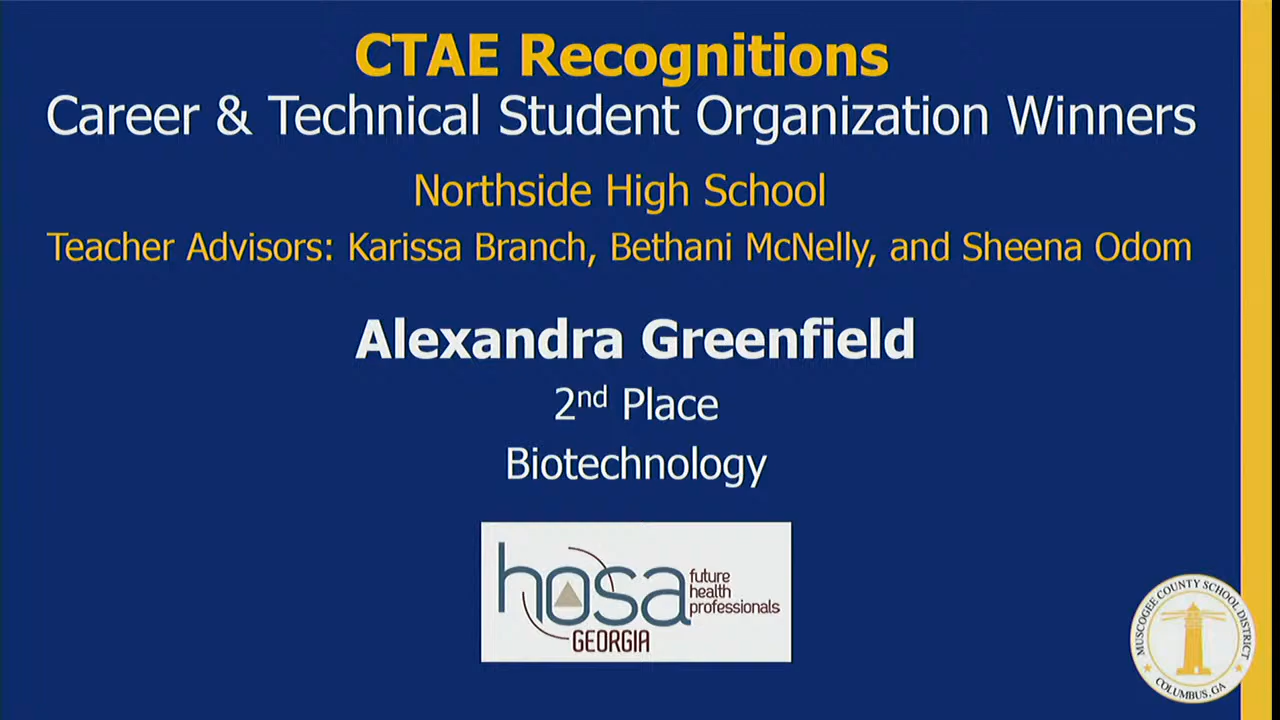 CTAE Recognitions
Career & Technical Student Organization Winners
Northside High School
Teacher Advisors: Karissa Branch, Bethani McNelly, and Sheena Odom
Alexandra Greenfield
2nd Place
Biotechnology
hosa
future
health
professionals
GEORGIA
MUSCOGEE COUNTY SCHOOL DISTRICT
COLUMBUS, GA